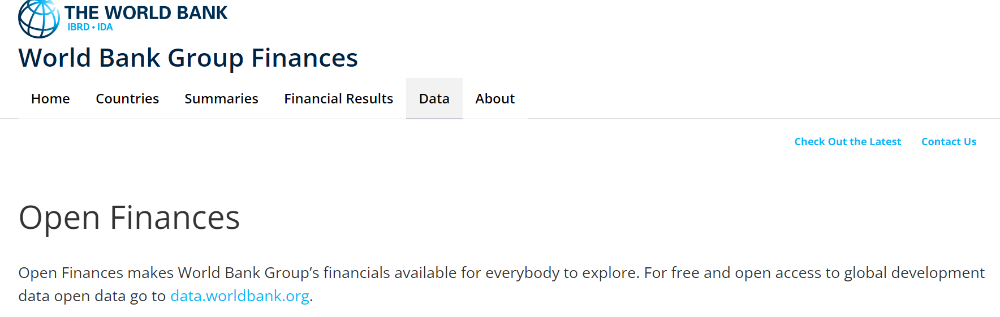 THE WORLD BANK
IBRD • IDA
World Bank Group Finances
Home Countries Summaries Financial Results Data About
Check Out the Latest Contact Us
Open Finances
Open Finances makes World Bank Group’s financials available for everybody to explore. For free and open access to global development
data open data go to data.worldbank.org.